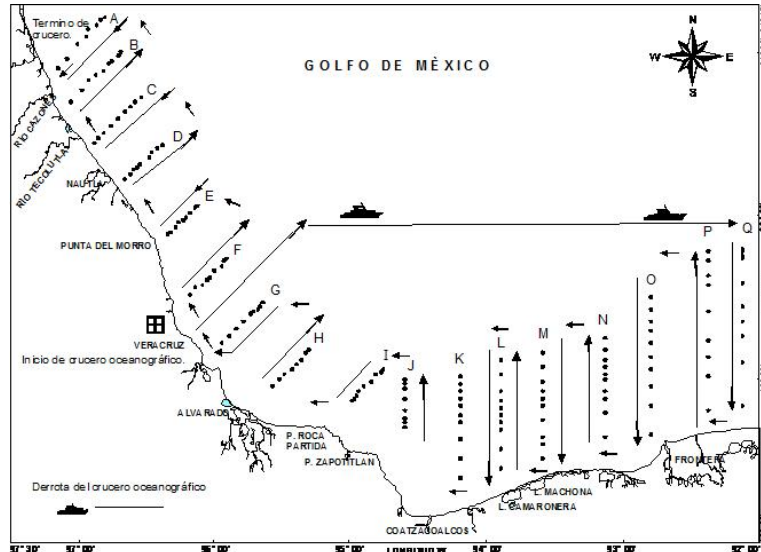 Termino de
crucero.
A
B
C
D
E
F
G
H
I
J
K
L
M
N
O
P
Q
GOLFO DE MÈXICO
N
W
E
S
RÍO CAZONES
RÍO TECOLUTLA
NAUTLA
PUNTA DEL MORRO
VERACRUZ
Inicio de crucero oceanográfico.
ALVARADO
P. ROCA
PARTIDA
P. ZAPOTITLAN
Derrota del crucero oceanográfico
COATZAGOALCOS
L. CAMARONERA
L. MACHONA
FRONTERA
97°30'
97°00'
96°00'
95°00'
94°00'
93°00'
92°00'